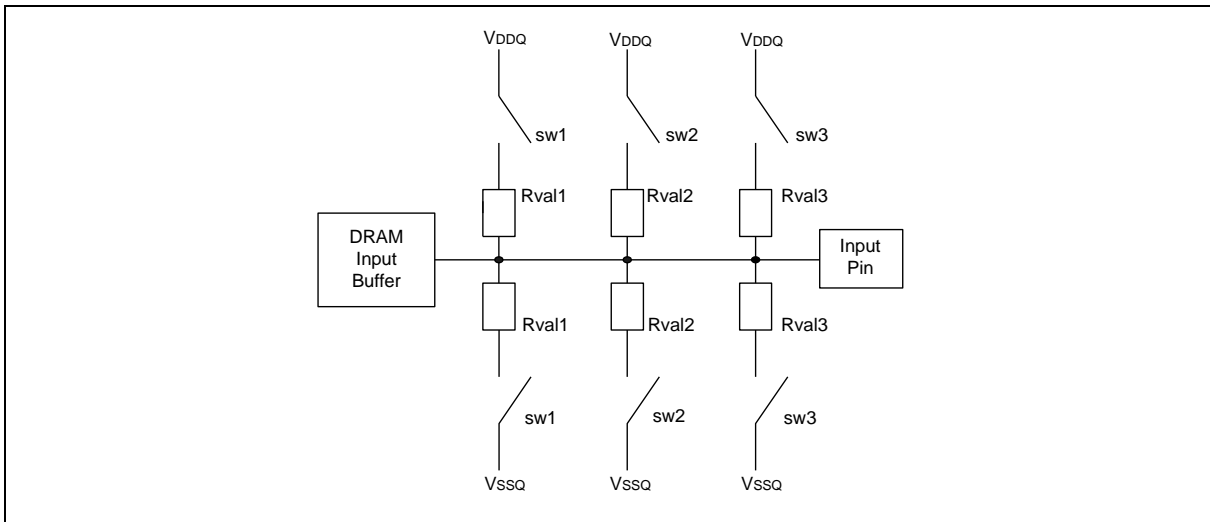 VDDQ VDDQ VDDQ
sw1 sw2 sw3
Rval1 Rval2 Rval3
DRAM
Input
Buffer
Input
Pin
Rval1 Rval2 Rval3
sw1 sw2 sw3
VSSQ VSSQ VSSQ